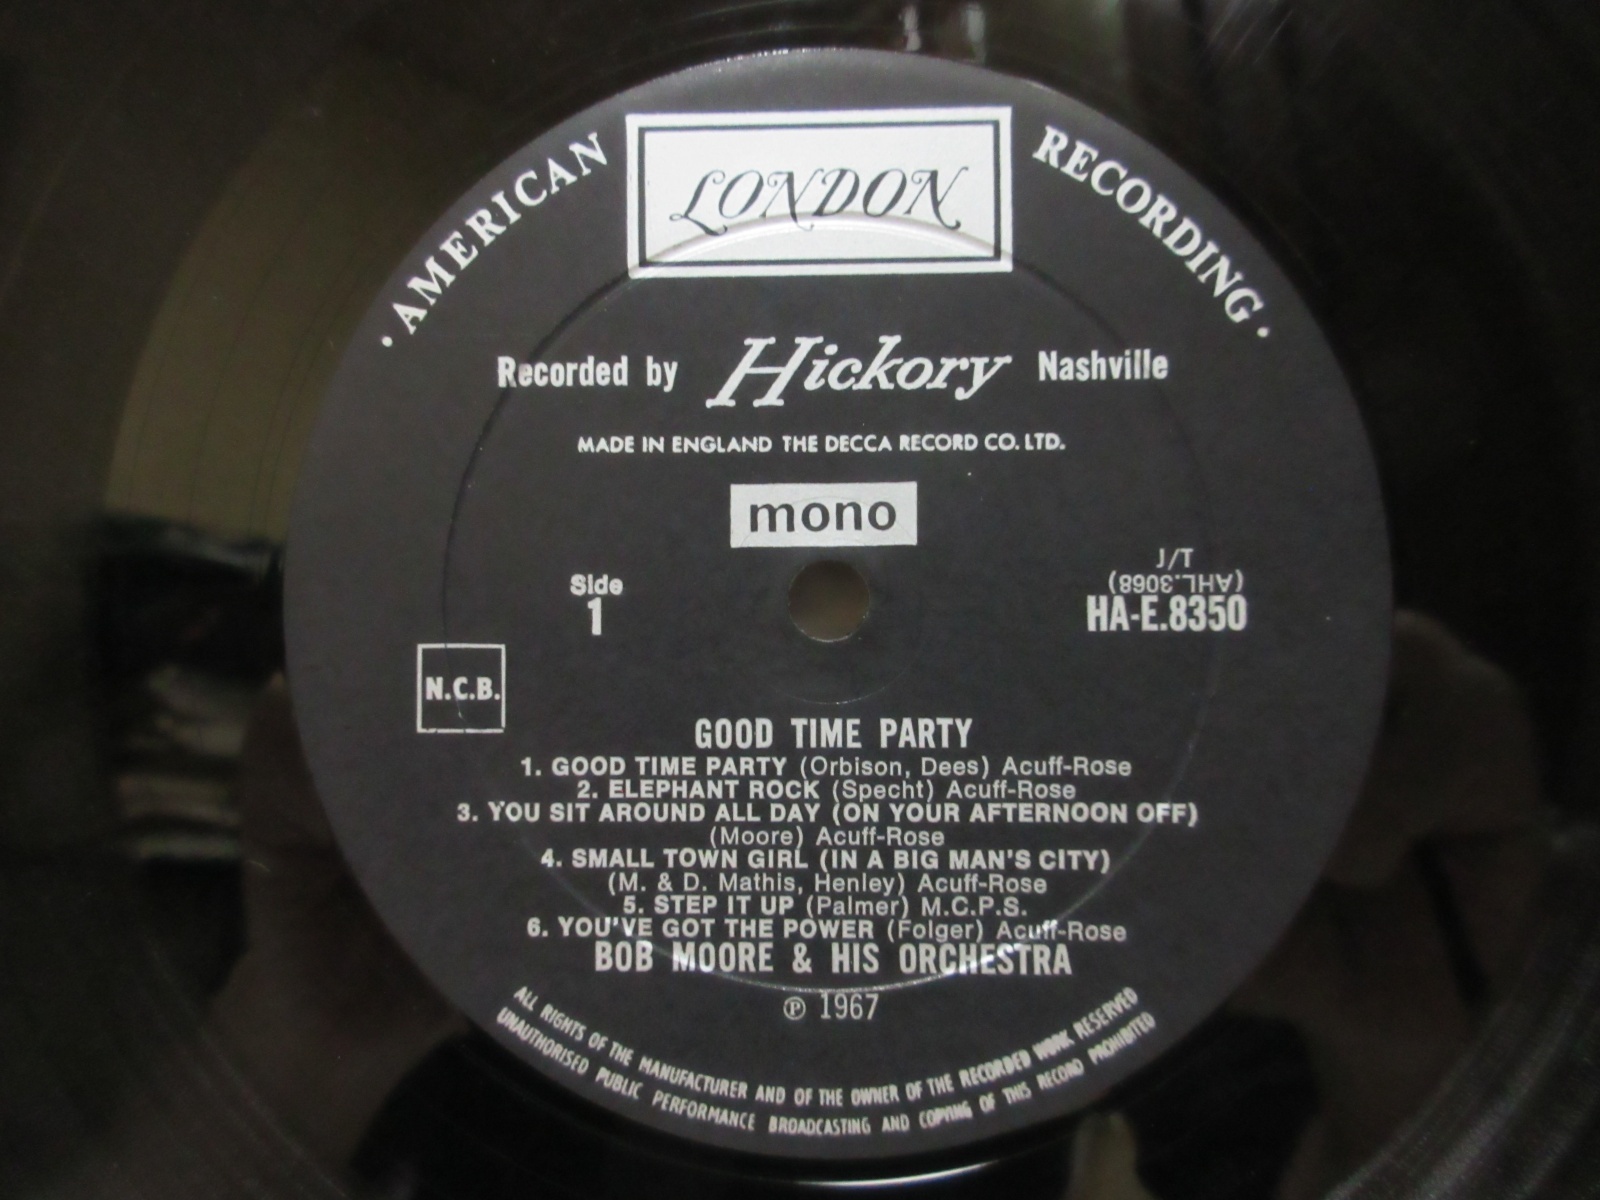 · AMERICAN RECORDING ·
LONDON
Recorded by Hickory Nashville
MADE IN ENGLAND THE DECCA RECORD CO. LTD.
mono
Side
1
J/T
(AHL.3068)
HA-E.8350
N.C.B.
GOOD TIME PARTY
1. GOOD TIME PARTY (Orbison, Dees) Acuff-Rose
2. ELEPHANT ROCK (Specht) Acuff-Rose
3. YOU SIT AROUND ALL DAY (ON YOUR AFTERNOON OFF)
(Moore) Acuff-Rose
4. SMALL TOWN GIRL (IN A BIG MAN'S CITY)
(M. & D. Mathis, Henley) Acuff-Rose
5. STEP IT UP (Palmer) M.C.P.S.
6. YOU'VE GOT THE POWER (Folger) Acuff-Rose
BOB MOORE & HIS ORCHESTRA
℗ 1967
ALL RIGHTS OF THE MANUFACTURER AND OF THE OWNER OF THE RECORDED WORK RESERVED
UNAUTHORISED PUBLIC PERFORMANCE BROADCASTING AND COPYING OF THIS RECORD PROHIBITED